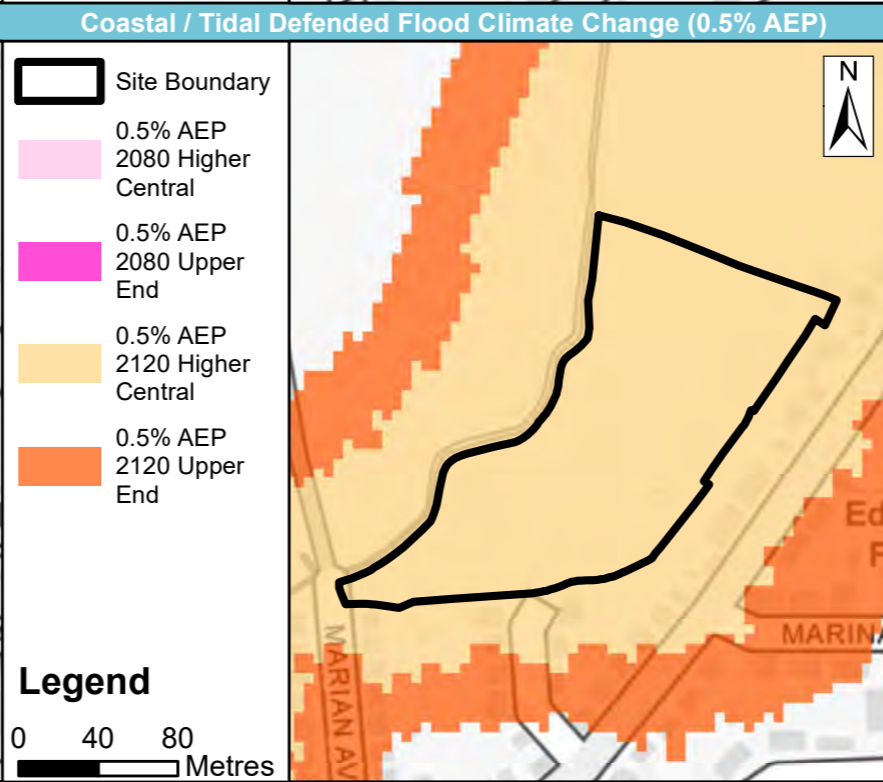 Coastal / Tidal Defended Flood Climate Change (0.5% AEP)
Site Boundary
0.5% AEP
2080 Higher
Central
0.5% AEP
2080 Upper
End
0.5% AEP
2120 Higher
Central
0.5% AEP
2120 Upper
End
Legend
0 40 80
Metres
N
Ed
F
MARINA
MARIAN AV